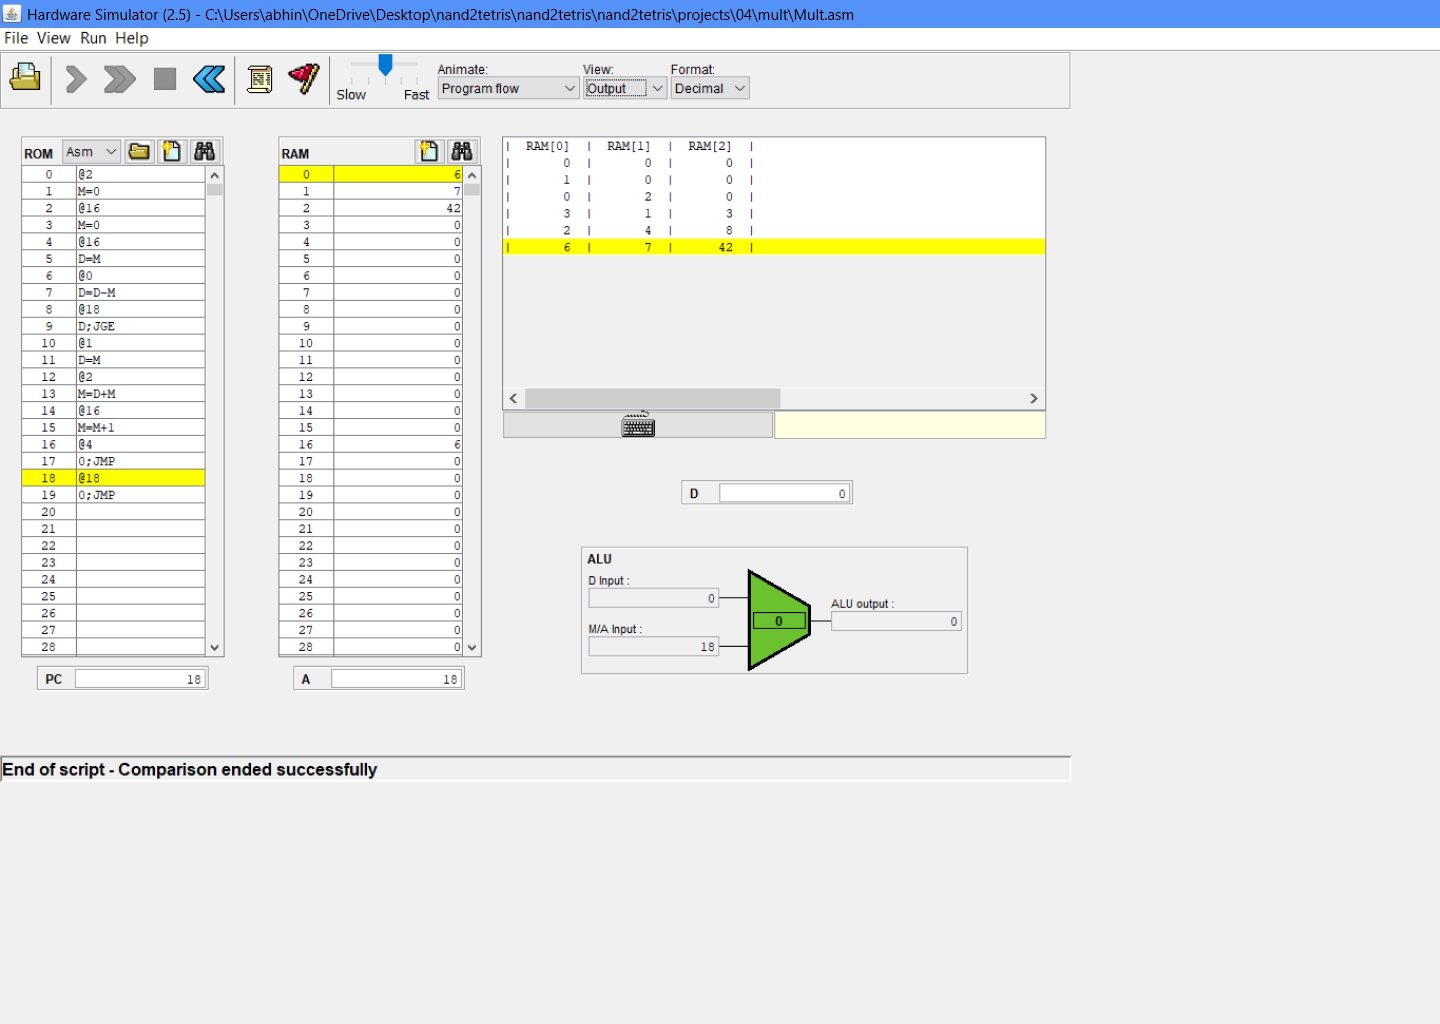 Hardware Simulator (2.5) - C:\Users\abhin\OneDrive\Desktop\nand2tetris\nand2tetris\nand2tetris\projects\04\mult\Mult.asm
File View Run Help
Slow Fast
Animate: View: Format:
Program flow Output Decimal
ROM Asm
0 @2
1 M=0
2 @16
3 M=0
4 @16
5 D=M
6 @0
7 D=D-M
8 @18
9 D;JGE
10 @1
11 D=M
12 @2
13 M=D+M
14 @16
15 M=M+1
16 @4
17 0;JMP
18 @18
19 0;JMP
20
21
22
23
24
25
26
27
28
PC 18
RAM
0 6
1 7
2 42
3 0
4 0
5 0
6 0
7 0
8 0
9 0
10 0
11 0
12 0
13 0
14 0
15 0
16 6
17 0
18 0
19 0
20 0
21 0
22 0
23 0
24 0
25 0
26 0
27 0
28 0
A 18
| RAM[0] | RAM[1] | RAM[2] |
| 0 | 0 | 0 |
| 1 | 0 | 0 |
| 0 | 2 | 0 |
| 3 | 1 | 3 |
| 2 | 4 | 8 |
| 6 | 7 | 42 |
D 0
ALU
D Input :
0
M/A Input :
18
0
ALU output :
0
End of script - Comparison ended successfully